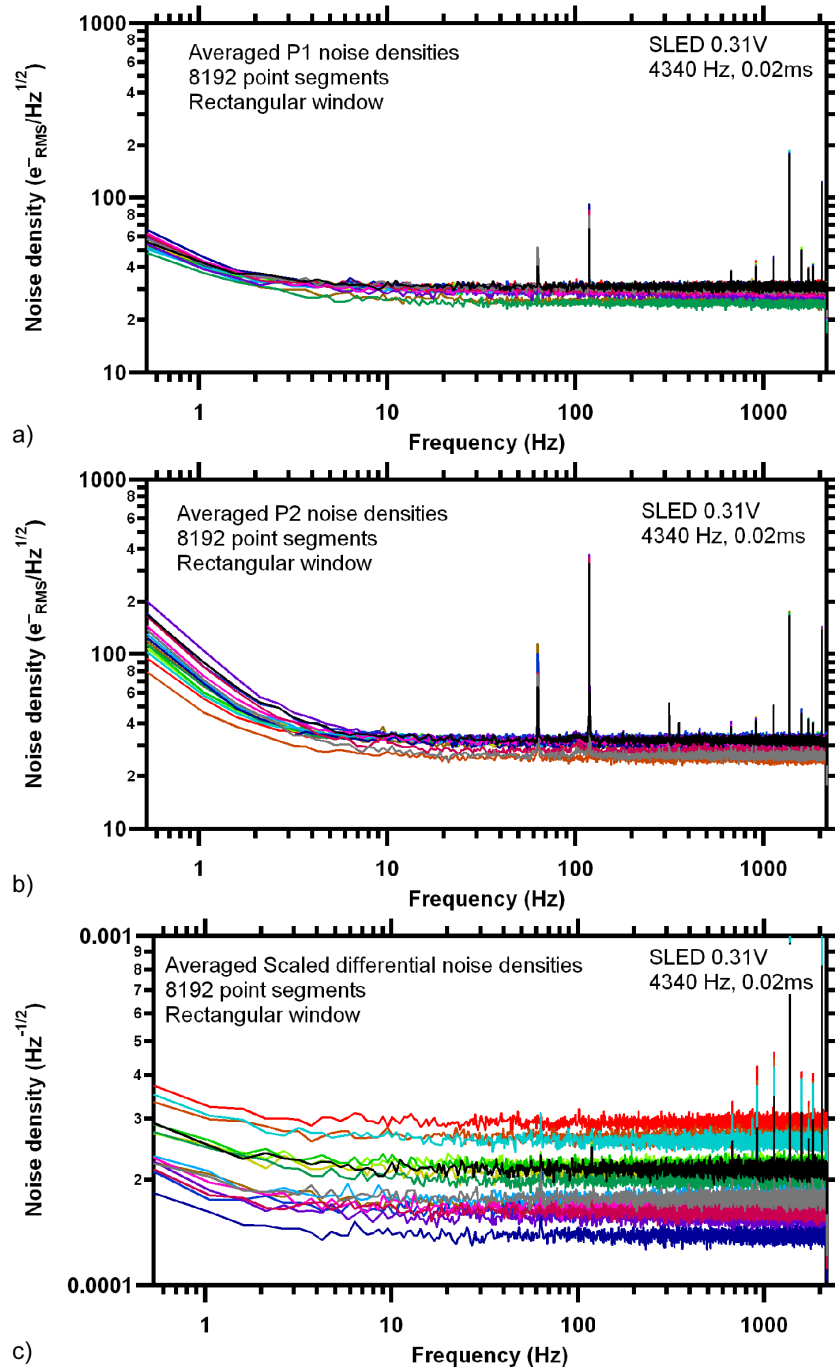 1000
Averaged P1 noise densities
8192 point segments
Rectangular window
SLED 0.31V
4340 Hz, 0.02ms
Noise density (e⁻RMS/Hz^1/2)
6
4
2
100
8
6
4
2
10
1
10
100
1000
Frequency (Hz)
a)
1000
Averaged P2 noise densities
8192 point segments
Rectangular window
SLED 0.31V
4340 Hz, 0.02ms
Noise density (e⁻RMS/Hz^1/2)
8
6
4
2
100
8
6
4
2
10
1
10
100
1000
Frequency (Hz)
b)
0.001
Averaged Scaled differential noise densities
8192 point segments
Rectangular window
SLED 0.31V
4340 Hz, 0.02ms
Noise density (Hz^-1/2)
9
8
7
6
5
4
3
2
0.0001
1
10
100
1000
Frequency (Hz)
c)